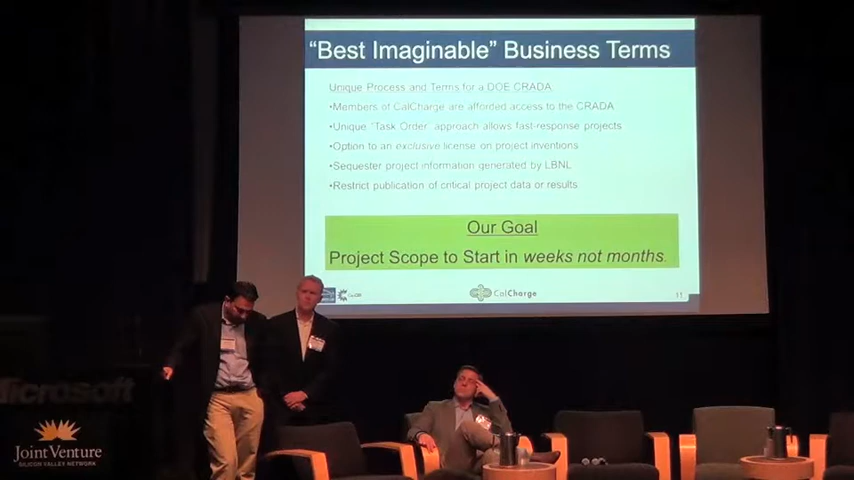 “Best Imaginable” Business Terms
Unique Process and Terms for a DOE CRADA
•Members of CalCharge are afforded access to the CRADA
•Unique “Task Order” approach allows fast-response projects
•Option to an exclusive license on project inventions
•Sequester project information generated by LBNL
•Restrict publication of critical project data or results
Our Goal
Project Scope to Start in weeks not months.
CalCharge
11
Microsoft
Joint Venture
SILICON VALLEY NETWORK